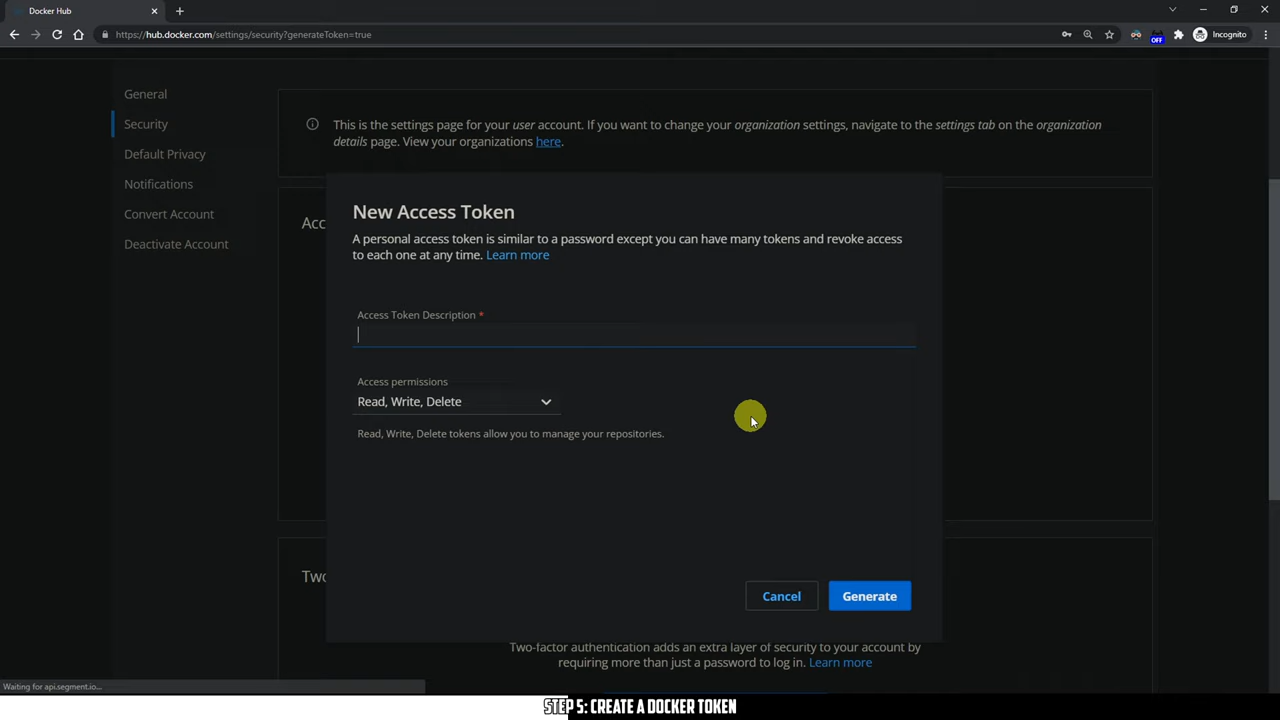 Docker Hub
https://hub.docker.com/settings/security?generateToken=true
OFF
Incognito
General
Security
Default Privacy
Notifications
Convert Account
Deactivate Account
This is the settings page for your user account. If you want to change your organization settings, navigate to the settings tab on the organization
details page. View your organizations here.
Acc
New Access Token
A personal access token is similar to a password except you can have many tokens and revoke access
to each one at any time. Learn more
Access Token Description *
Access permissions
Read, Write, Delete
Read, Write, Delete tokens allow you to manage your repositories.
Two
Cancel
Generate
Two-factor authentication adds an extra layer of security to your account by
requiring more than just a password to log in. Learn more
Waiting for api.segment.io...
STEP 5: CREATE A DOCKER TOKEN